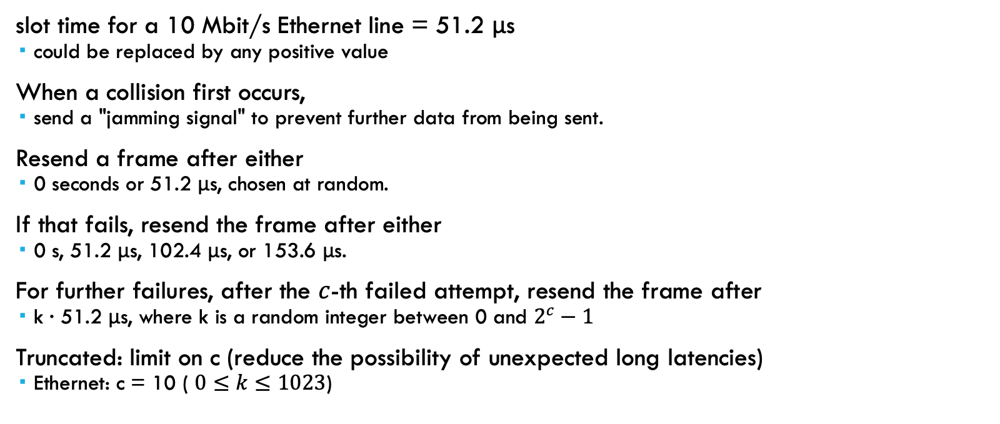 slot time for a 10 Mbit/s Ethernet line = 51.2 µs
▪ could be replaced by any positive value
When a collision first occurs,
▪ send a "jamming signal" to prevent further data from being sent.
Resend a frame after either
▪ 0 seconds or 51.2 µs, chosen at random.
If that fails, resend the frame after either
▪ 0 s, 51.2 µs, 102.4 µs, or 153.6 µs.
For further failures, after the c-th failed attempt, resend the frame after
▪ k · 51.2 µs, where k is a random integer between 0 and 2^c − 1
Truncated: limit on c (reduce the possibility of unexpected long latencies)
▪ Ethernet: c = 10 ( 0 ≤ k ≤ 1023)